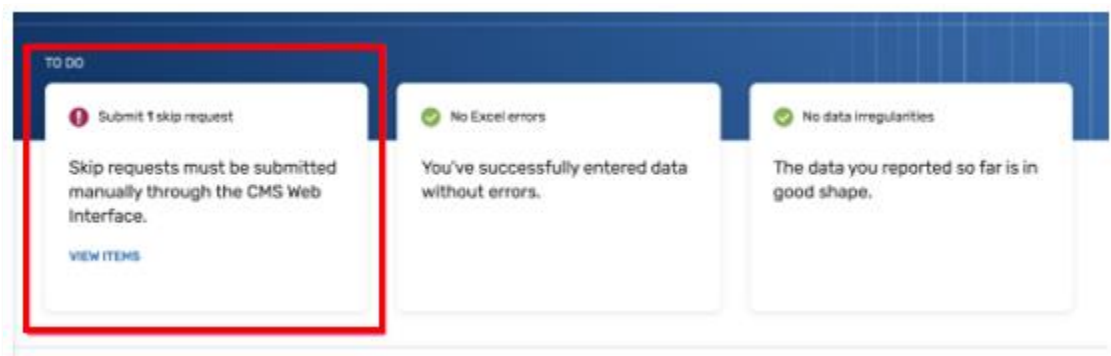 TO DO
Submit 1 skip request
Skip requests must be submitted
manually through the CMS Web
Interface.
VIEW ITEMS
No Excel errors
You've successfully entered data
without errors.
No data irregularities
The data you reported so far is in
good shape.